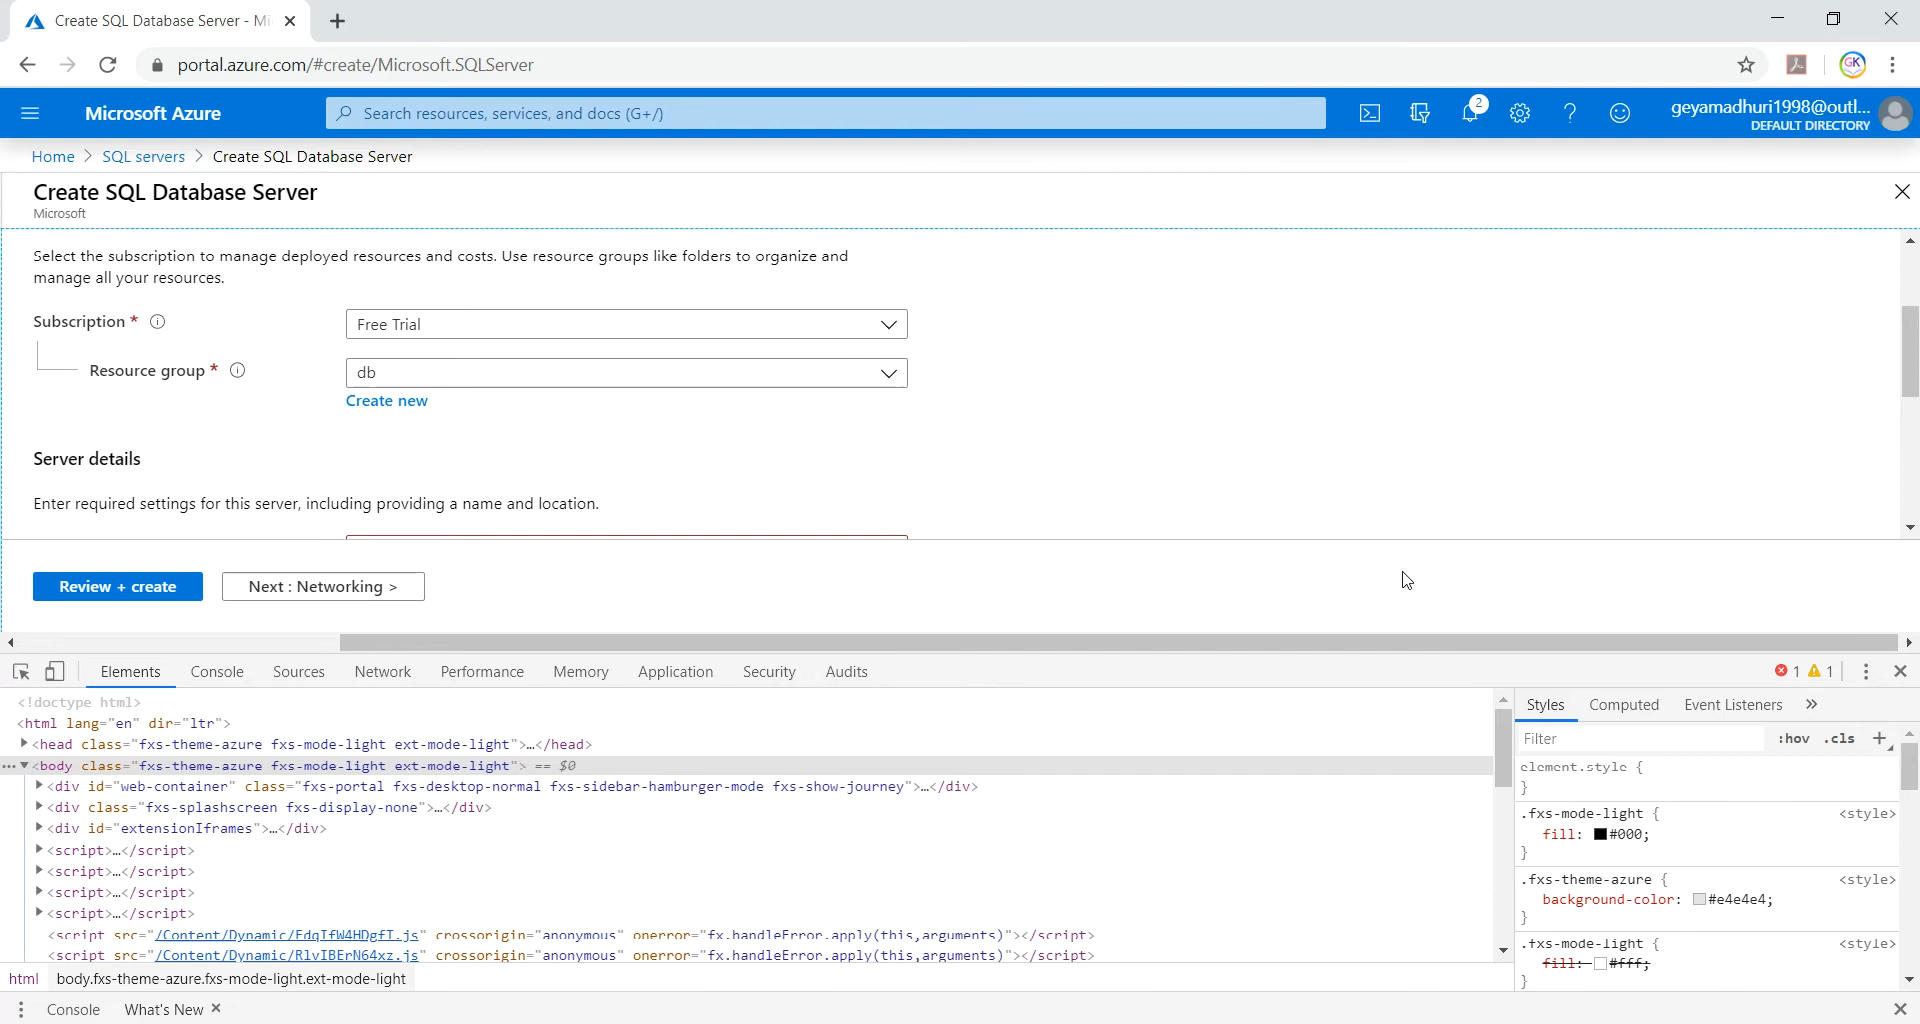 Create SQL Database Server - Mi
portal.azure.com/#create/Microsoft.SQLServer
GK
Microsoft Azure
Search resources, services, and docs (G+/)
2
geyamadhuri1998@outl...
DEFAULT DIRECTORY
Home > SQL servers > Create SQL Database Server
Create SQL Database Server
Microsoft
Select the subscription to manage deployed resources and costs. Use resource groups like folders to organize and
manage all your resources.
Subscription * Free Trial
Resource group * db
Create new
Server details
Enter required settings for this server, including providing a name and location.
Review + create Next : Networking >
Elements Console Sources Network Performance Memory Application Security Audits 1 1
<!doctype html>
<html lang="en" dir="ltr">
<head class="fxs-theme-azure fxs-mode-light ext-mode-light">…</head>
<body class="fxs-theme-azure fxs-mode-light ext-mode-light"> == $0
<div id="web-container" class="fxs-portal fxs-desktop-normal fxs-sidebar-hamburger-mode fxs-show-journey">…</div>
<div class="fxs-splashscreen fxs-display-none">…</div>
<div id="extensionIframes">…</div>
<script>…</script>
<script>…</script>
<script>…</script>
<script>…</script>
<script src="/Content/Dynamic/FdqIfW4HDgfT.js" crossorigin="anonymous" onerror="fx.handleError.apply(this,arguments)"></script>
<script src="/Content/Dynamic/RlvIBErN64xz.js" crossorigin="anonymous" onerror="fx.handleError.apply(this,arguments)"></script>
html body.fxs-theme-azure.fxs-mode-light.ext-mode-light
Styles Computed Event Listeners »
Filter :hov .cls +
element.style {
}
.fxs-mode-light { <style>
fill: #000;
}
.fxs-theme-azure { <style>
background-color: #e4e4e4;
}
.fxs-mode-light { <style>
fill: #fff;
}
Console What's New